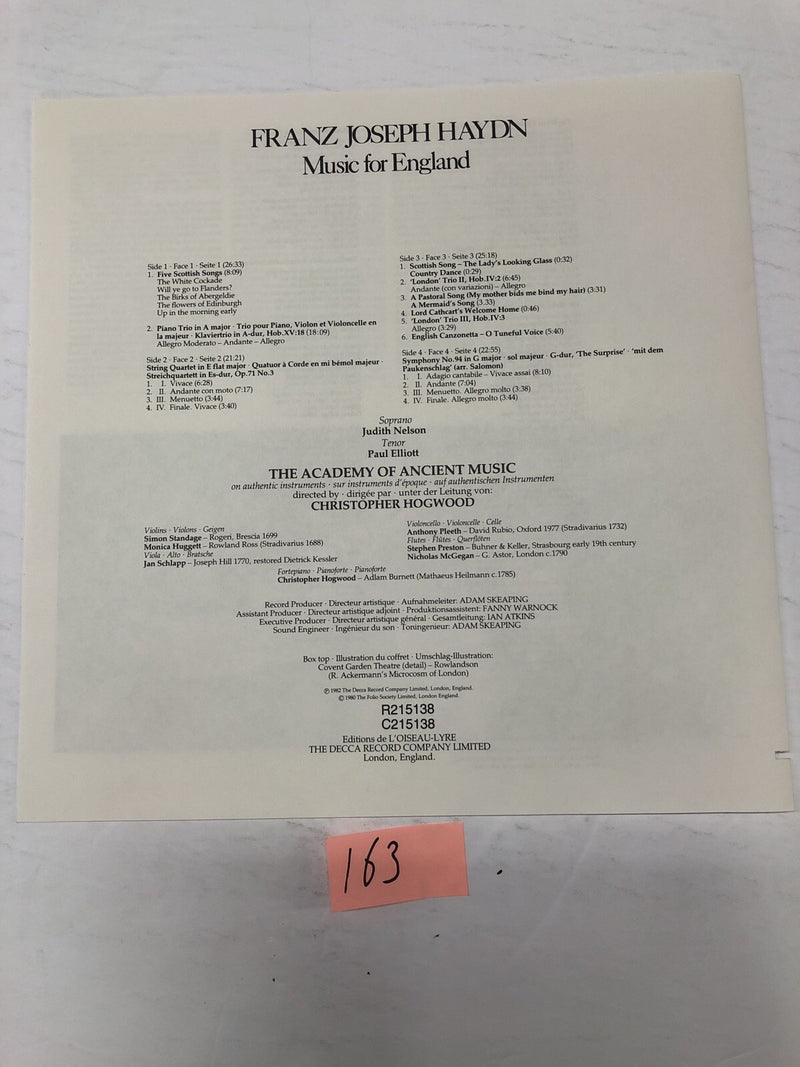 FRANZ JOSEPH HAYDN
Music for England
Side 1 · Face 1 · Seite 1 (26:33)
1. Five Scottish Songs (8:09)
The White Cockade
Will ye go to Flanders?
The Birks of Abergeldie
The flowers of Edinburgh
Up in the morning early
2. Piano Trio in A major · Trio pour Piano, Violon et Violoncelle en
la majeur · Klaviertrio in A-dur, Hob.XV:18 (18:09)
Allegro Moderato – Andante – Allegro
Side 2 · Face 2 · Seite 2 (21:21)
String Quartet in E flat major · Quatuor à Corde en mi bémol majeur ·
Streichquartett in Es-dur, Op.71 No.3
1. I. Vivace (6:28)
2. II. Andante con moto (7:17)
3. III. Menuetto (3:44)
4. IV. Finale. Vivace (3:40)
Side 3 · Face 3 · Seite 3 (25:18)
1. Scottish Song – The Lady's Looking Glass (0:32)
Country Dance (0:29)
2. 'London' Trio II, Hob.IV:2 (6:45)
Andante (con variazioni) – Allegro
3. A Pastoral Song (My mother bids me bind my hair) (3:31)
A Mermaid's Song (3.33)
4. Lord Cathcart's Welcome Home (0:46)
5. 'London' Trio III, Hob.IV:3
Allegro (3:29)
6. English Canzonetta – O Tuneful Voice (5:40)
Side 4 · Face 4 · Seite 4 (22:55)
Symphony No.94 in G major · sol majeur · G-dur, 'The Surprise' · 'mit dem
Paukenschlag' (arr. Salomon)
1. I. Adagio cantabile – Vivace assai (8:10)
2. II. Andante (7:04)
3. III. Menuetto. Allegro molto (3:38)
4. IV. Finale. Allegro molto (3:44)
Soprano
Judith Nelson
Tenor
Paul Elliott
THE ACADEMY OF ANCIENT MUSIC
on authentic instruments · sur instruments d'époque · auf authentischen Instrumenten
directed by · dirigée par · unter der Leitung von:
CHRISTOPHER HOGWOOD
Violins · Violons · Geigen
Simon Standage – Rogeri, Brescia 1699
Monica Huggett – Rowland Ross (Stradivarius 1688)
Viola · Alto · Bratsche
Jan Schlapp – Joseph Hill 1770, restored Dietrick Kessler
Violoncello · Violoncelle · Celle
Anthony Pleeth – David Rubio, Oxford 1977 (Stradivarius 1732)
Flutes · Flûtes · Querflöten
Stephen Preston – Buhner & Keller, Strasbourg early 19th century
Nicholas McGegan – G. Astor, London c.1790
Fortepiano · Pianoforte · Pianoforte
Christopher Hogwood – Adlam Burnett (Mathaeus Heilmann c.1785)
Record Producer · Directeur artistique · Aufnahmeleiter: ADAM SKEAPING
Assistant Producer · Directeur artistique adjoint · Produktionsassistent: FANNY WARNOCK
Executive Producer · Directeur artistique général · Gesamtleitung: IAN ATKINS
Sound Engineer · Ingénieur du son · Toningenieur: ADAM SKEAPING
Box top · Illustration du coffret · Umschlag-Illustration:
Covent Garden Theatre (detail) – Rowlandson
(R. Ackermann's Microcosm of London)
℗ 1982 The Decca Record Company Limited, London, England.
© 1980 The Folio Society Limited, London England.
R215138
C215138
Editions de L'OISEAU-LYRE
THE DECCA RECORD COMPANY LIMITED
London, England.
163